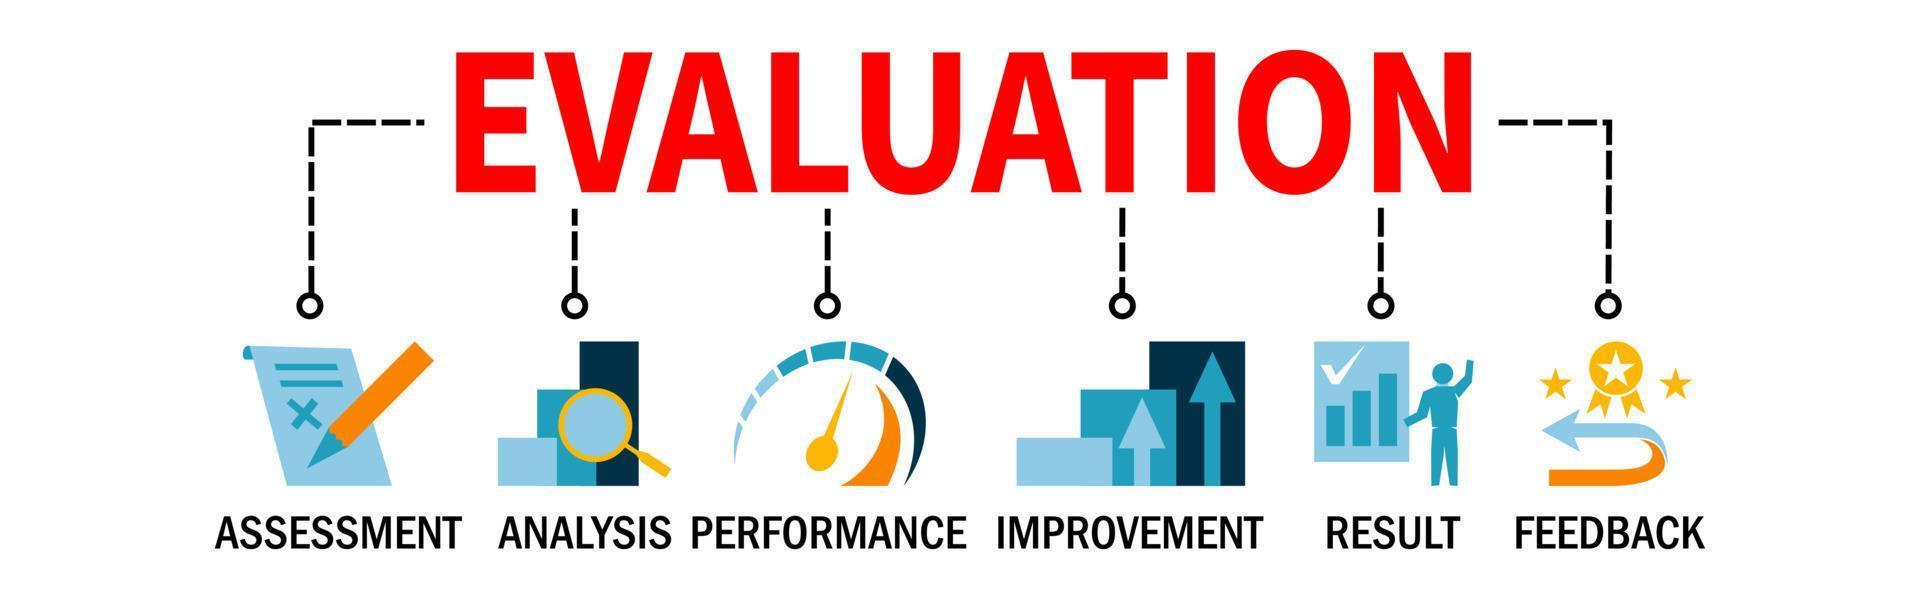 EVALUATION
ASSESSMENT ANALYSIS PERFORMANCE IMPROVEMENT RESULT FEEDBACK